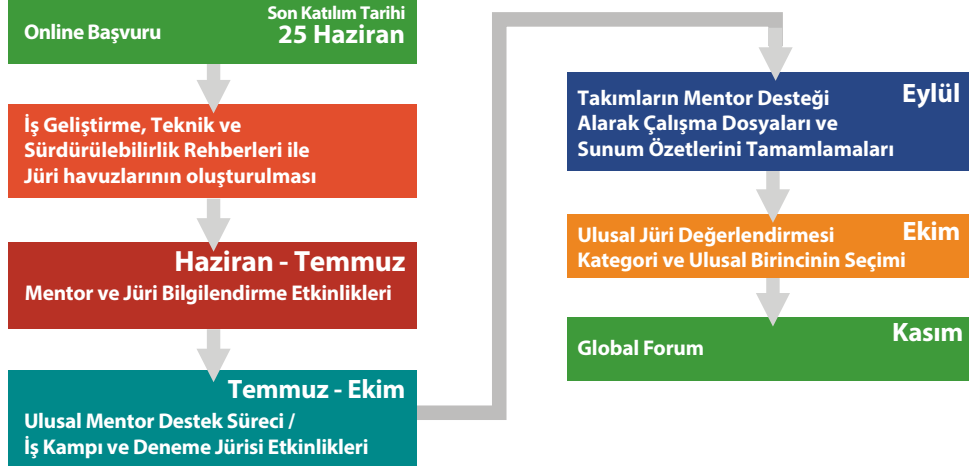 Online Başvuru
Son Katılım Tarihi
25 Haziran
İş Geliştirme, Teknik ve
Sürdürülebilirlik Rehberleri ile
Jüri havuzlarının oluşturulması
Haziran - Temmuz
Mentor ve Jüri Bilgilendirme Etkinlikleri
Temmuz - Ekim
Ulusal Mentor Destek Süreci /
İş Kampı ve Deneme Jürisi Etkinlikleri
Eylül
Takımların Mentor Desteği
Alarak Çalışma Dosyaları ve
Sunum Özetlerini Tamamlamaları
Ekim
Ulusal Jüri Değerlendirmesi
Kategori ve Ulusal Birincinin Seçimi
Kasım
Global Forum